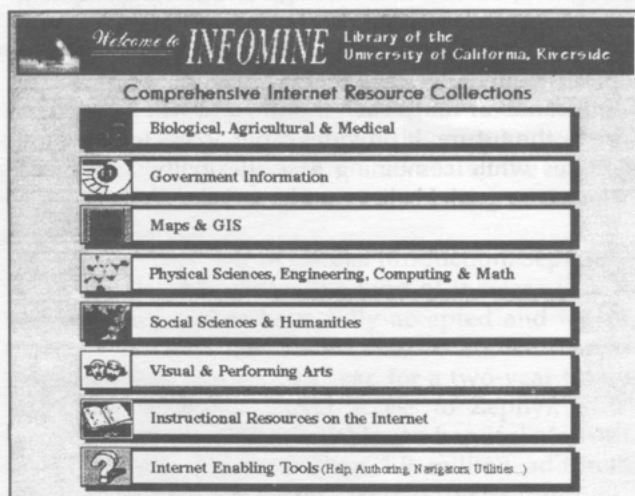 Welcome to INFOMINE Library of the
University of California, Riverside
Comprehensive Internet Resource Collections
Biological, Agricultural & Medical
Government Information
Maps & GIS
Physical Sciences, Engineering, Computing & Math
Social Sciences & Humanities
Visual & Performing Arts
Instructional Resources on the Internet
Internet Enabling Tools (Help, Authoring, Navigators, Utilities...)